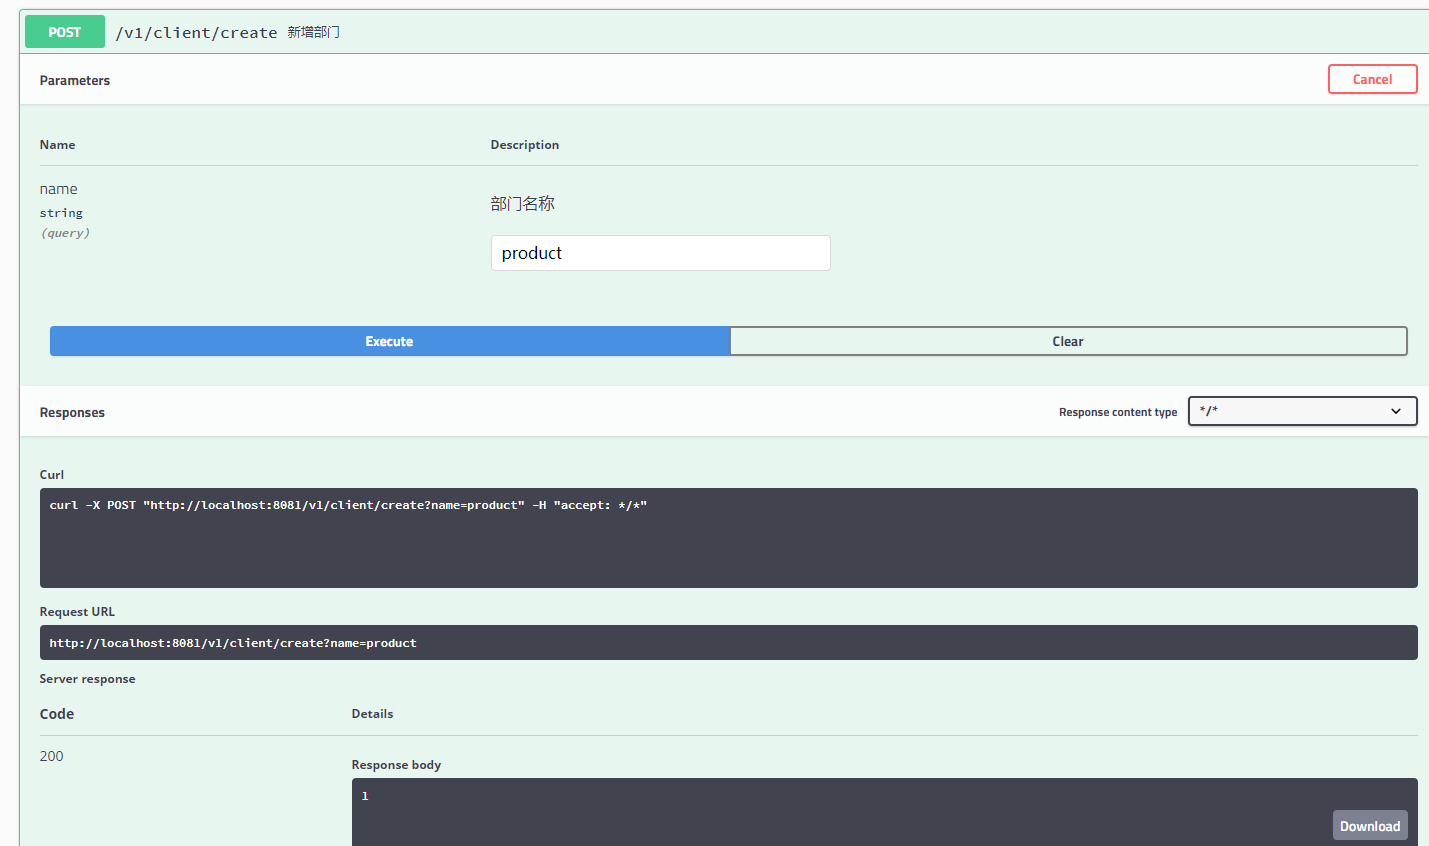 POST /v1/client/create 新增部门
Parameters
Cancel
Name Description
name
string
(query)
部门名称
product
Execute Clear
Responses
Response content type */*
Curl
curl -X POST "http://localhost:8081/v1/client/create?name=product" -H "accept: */*"
Request URL
http://localhost:8081/v1/client/create?name=product
Server response
Code Details
200
Response body
1
Download